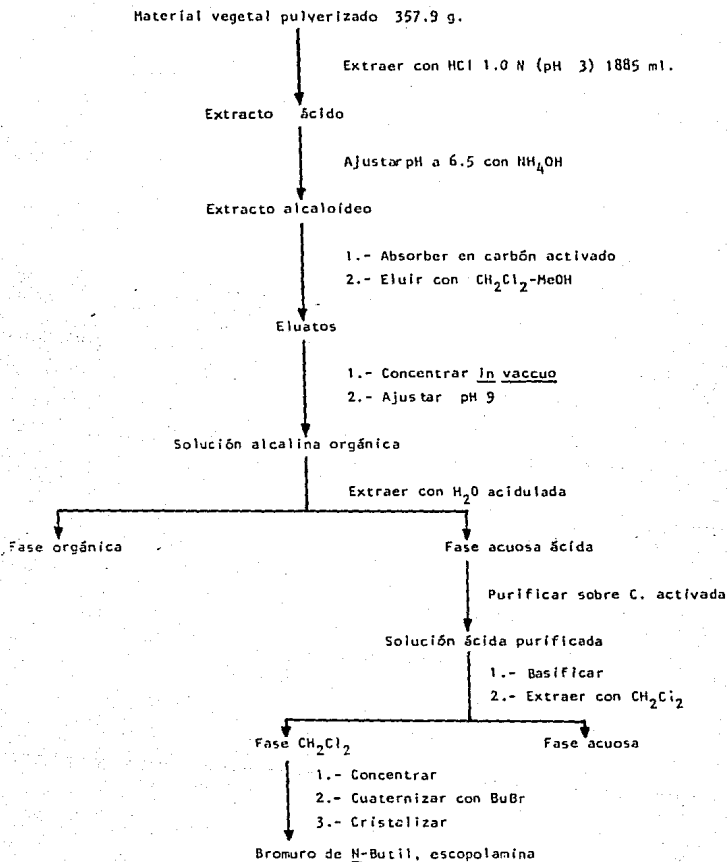 Material vegetal pulverizado 357.9 g.
Extraer con HCl 1.0 N (pH 3) 1885 ml.
Extracto ácido
Ajustar pH a 6.5 con NH4OH
Extracto alcaloídeo
1.- Absorber en carbón activado
2.- Eluir con CH2Cl2-MeOH
Eluatos
1.- Concentrar in vaccuo
2.- Ajustar pH 9
Solución alcalina orgánica
Extraer con H2O acidulada
Fase orgánica Fase acuosa ácida
Purificar sobre C. activada
Solución ácida purificada
1.- Basificar
2.- Extraer con CH2Cl2
Fase CH2Cl2 Fase acuosa
1.- Concentrar
2.- Cuaternizar con BuBr
3.- Cristalizar
Bromuro de N-Butil, escopolamina